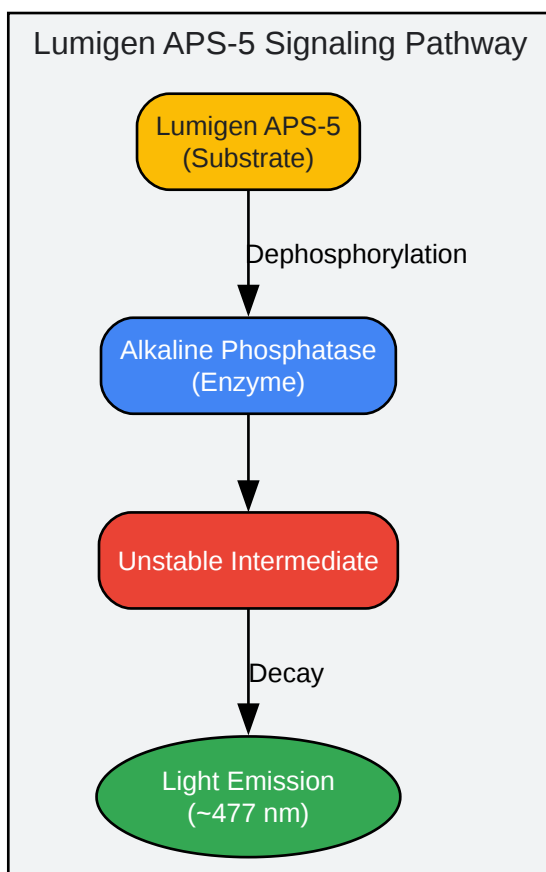 Lumigen APS-5 Signaling Pathway
Lumigen APS-5
(Substrate)
Dephosphorylation
Alkaline Phosphatase
(Enzyme)
Unstable Intermediate
Decay
Light Emission
(~477 nm)